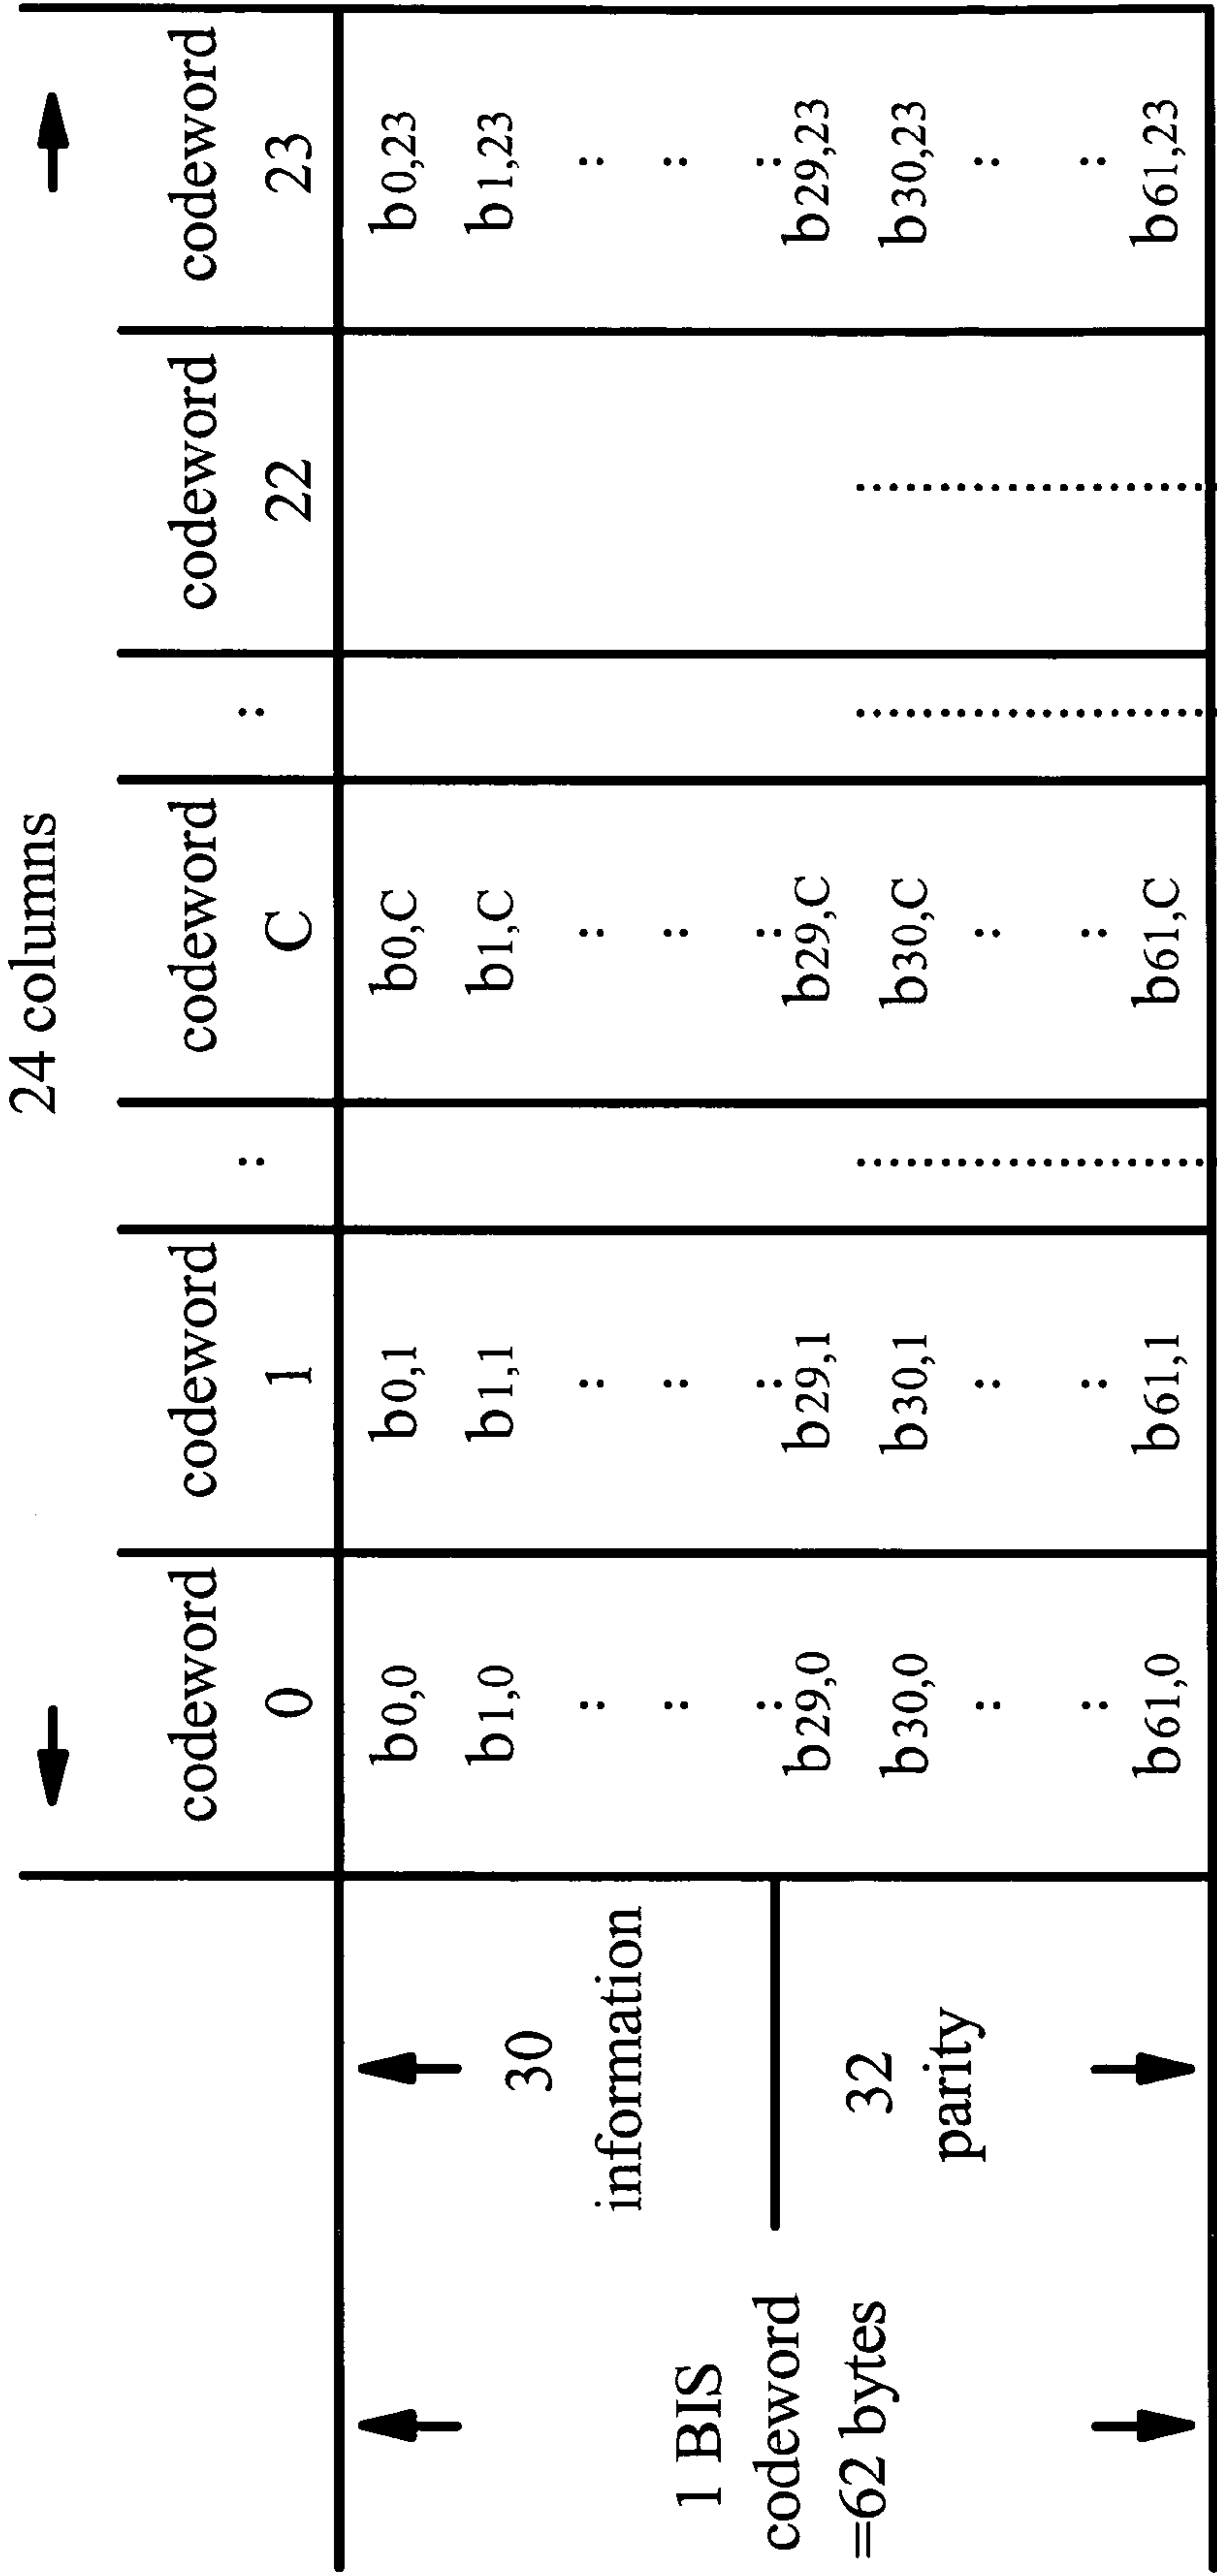 24 columns
codeword codeword : codeword : codeword codeword
0 1 C 22 23
b0,0 b0,1 b0,C b0,23
b1,0 b1,1 b1,C b1,23
: : : :
: : : :
: : : :
b29,0 b29,1 b29,C b29,23
b30,0 b30,1 b30,C b30,23
: : : :
: : : :
b61,0 b61,1 b61,C b61,23
1 BIS
codeword
=62 bytes
30
information
32
parity